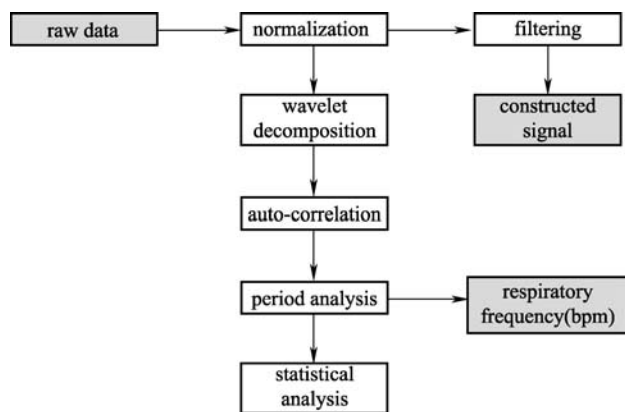 raw data
normalization
filtering
wavelet
decomposition
constructed
signal
auto-correlation
period analysis
respiratory
frequency(bpm)
statistical
analysis